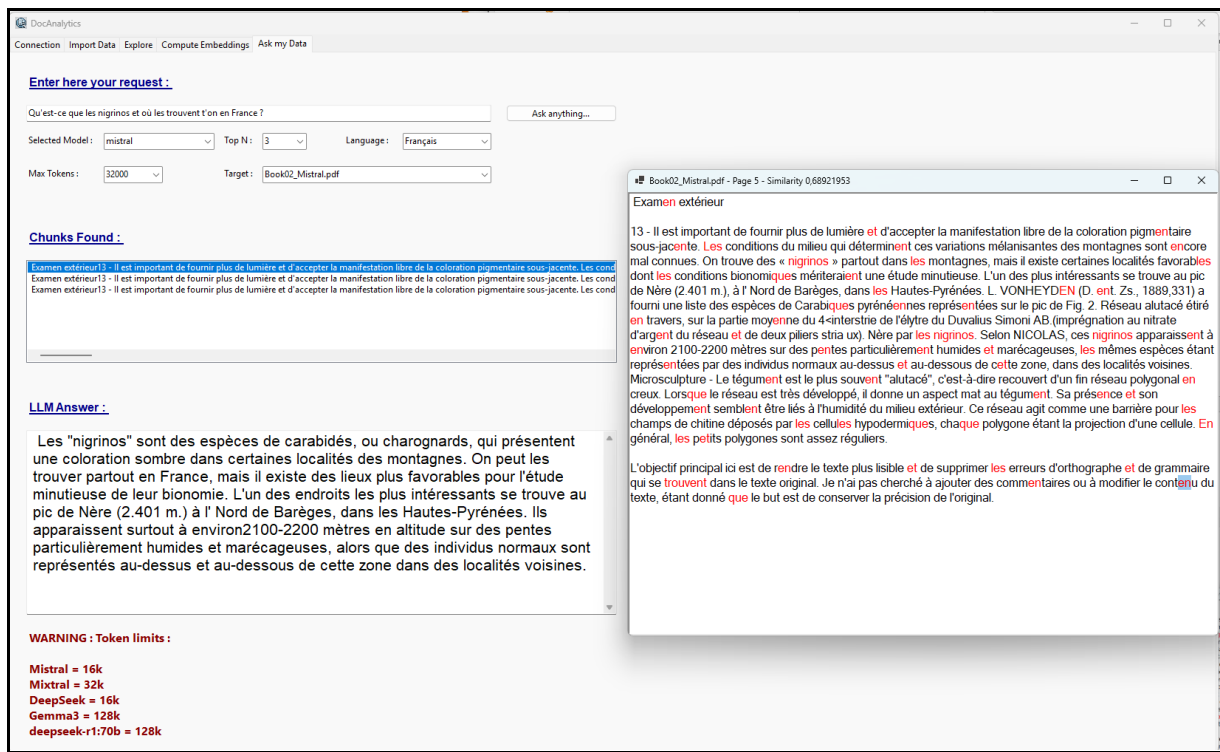 DocAnalytics
Connection Import Data Explore Compute Embeddings Ask my Data
Enter here your request :
Qu'est-ce que les nigrinos et où les trouvent t'on en France ?
Ask anything...
Selected Model : mistral Top N : 3 Language : Français
Max Tokens : 32000 Target : Book02_Mistral.pdf
Chunks Found :
Examen extérieur13 - Il est important de fournir plus de lumière et d'accepter la manifestation libre de la coloration pigmentaire sous-jacente. Les cond
Examen extérieur13 - Il est important de fournir plus de lumière et d'accepter la manifestation libre de la coloration pigmentaire sous-jacente. Les cond
Examen extérieur13 - Il est important de fournir plus de lumière et d'accepter la manifestation libre de la coloration pigmentaire sous-jacente. Les cond
LLM Answer :
Les "nigrinos" sont des espèces de carabidés, ou charognards, qui présentent
une coloration sombre dans certaines localités des montagnes. On peut les
trouver partout en France, mais il existe des lieux plus favorables pour l'étude
minutieuse de leur bionomie. L'un des endroits les plus intéressants se trouve au
pic de Nère (2.401 m.) à l' Nord de Barèges, dans les Hautes-Pyrénées. Ils
apparaissent surtout à environ2100-2200 mètres en altitude sur des pentes
particulièrement humides et marécageuses, alors que des individus normaux sont
représentés au-dessus et au-dessous de cette zone dans des localités voisines.
WARNING : Token limits :
Mistral = 16k
Mixtral = 32k
DeepSeek = 16k
Gemma3 = 128k
deepseek-r1:70b = 128k
Book02_Mistral.pdf - Page 5 - Similarity 0,68921953
Examen extérieur
13 - Il est important de fournir plus de lumière et d'accepter la manifestation libre de la coloration pigmentaire
sous-jacente. Les conditions du milieu qui déterminent ces variations mélanisantes des montagnes sont encore
mal connues. On trouve des « nigrinos » partout dans les montagnes, mais il existe certaines localités favorables
dont les conditions bionomiques mériteraient une étude minutieuse. L'un des plus intéressants se trouve au pic
de Nère (2.401 m.), à l' Nord de Barèges, dans les Hautes-Pyrénées. L. VONHEYDEN (D. ent. Zs., 1889,331) a
fourni une liste des espèces de Carabiques pyrénéennes représentées sur le pic de Fig. 2. Réseau alutacé étiré
en travers, sur la partie moyenne du 4<interstrie de l'élytre du Duvalius Simoni AB.(imprégnation au nitrate
d'argent du réseau et de deux piliers stria ux). Nère par les nigrinos. Selon NICOLAS, ces nigrinos apparaissent à
environ 2100-2200 mètres sur des pentes particulièrement humides et marécageuses, les mêmes espèces étant
représentées par des individus normaux au-dessus et au-dessous de cette zone, dans des localités voisines.
Microsculpture - Le tégument est le plus souvent "alutacé", c'est-à-dire recouvert d'un fin réseau polygonal en
creux. Lorsque le réseau est très développé, il donne un aspect mat au tégument. Sa présence et son
développement semblent être liés à l'humidité du milieu extérieur. Ce réseau agit comme une barrière pour les
champs de chitine déposés par les cellules hypodermiques, chaque polygone étant la projection d'une cellule. En
général, les petits polygones sont assez réguliers.
L'objectif principal ici est de rendre le texte plus lisible et de supprimer les erreurs d'orthographe et de grammaire
qui se trouvent dans le texte original. Je n'ai pas cherché à ajouter des commentaires ou à modifier le contenu du
texte, étant donné que le but est de conserver la précision de l'original.